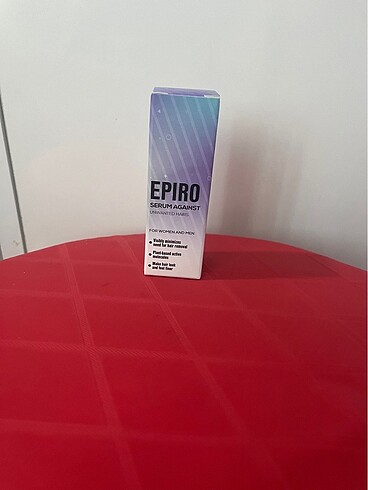 EPIRO
SERUM AGAINST
UNWANTED HAIRS
FOR WOMEN AND MEN
Visibly minimizes
need for hair removal
Plant-based active
molecules
Make hair look
and feel finer